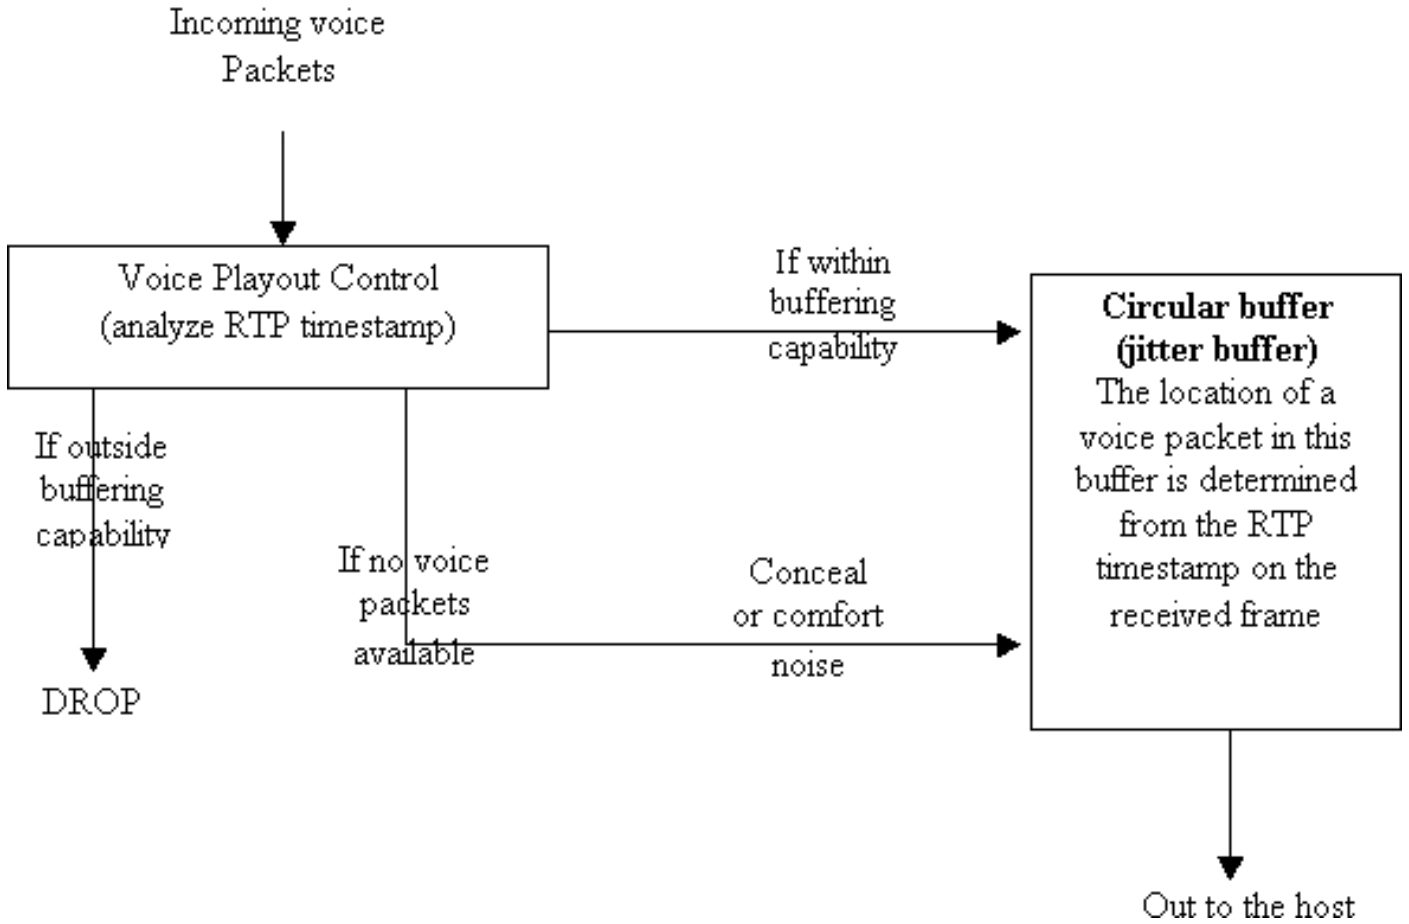 Incoming voice
Packets
Voice Playout Control
(analyze RTP timestamp)
If within
buffering
capability
Circular buffer
(jitter buffer)
The location of a
voice packet in this
buffer is determined
from the RTP
timestamp on the
received frame
If outside
buffering
capability
If no voice
packets
available
Conceal
or comfort
noise
DROP
Out to the host